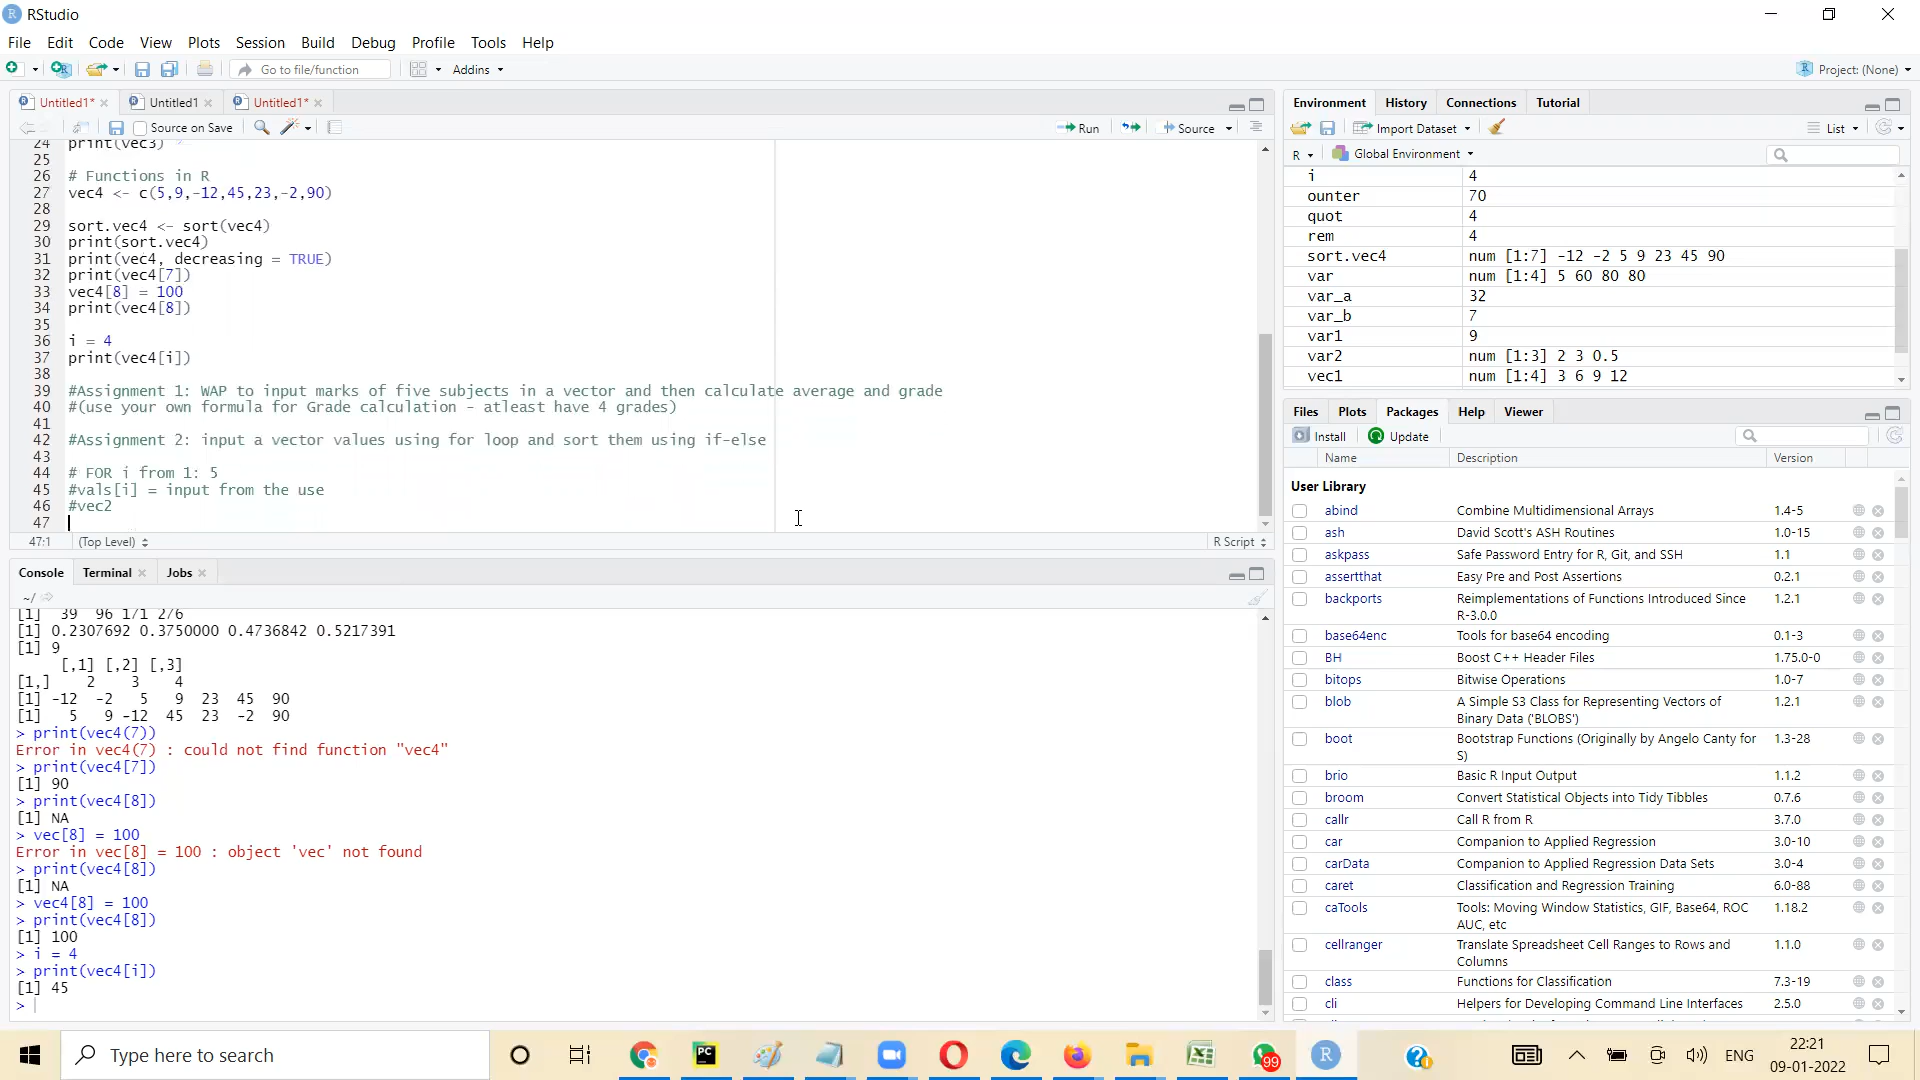 RStudio
File Edit Code View Plots Session Build Debug Profile Tools Help
Go to file/function Addins Project: (None)
Untitled1* Untitled1 Untitled1*
Source on Save Run Source
24 print(vec3)
25
26 # Functions in R
27 vec4 <- c(5,9,-12,45,23,-2,90)
28
29 sort.vec4 <- sort(vec4)
30 print(sort.vec4)
31 print(vec4, decreasing = TRUE)
32 print(vec4[7])
33 vec4[8] = 100
34 print(vec4[8])
35
36 i = 4
37 print(vec4[i])
38
39 #Assignment 1: WAP to input marks of five subjects in a vector and then calculate average and grade
40 #(use your own formula for Grade calculation - atleast have 4 grades)
41
42 #Assignment 2: input a vector values using for loop and sort them using if-else
43
44 # FOR i from 1: 5
45 #vals[i] = input from the use
46 #vec2
47
47:1 (Top Level) R Script
Console Terminal Jobs
~/
[1] 39 96 171 276
[1] 0.2307692 0.3750000 0.4736842 0.5217391
[1] 9
[,1] [,2] [,3]
[1,] 2 3 4
[1] -12 -2 5 9 23 45 90
[1] 5 9 -12 45 23 -2 90
> print(vec4(7))
Error in vec4(7) : could not find function "vec4"
> print(vec4[7])
[1] 90
> print(vec4[8])
[1] NA
> vec[8] = 100
Error in vec[8] = 100 : object 'vec' not found
> print(vec4[8])
[1] NA
> vec4[8] = 100
> print(vec4[8])
[1] 100
> i = 4
> print(vec4[i])
[1] 45
>
Environment History Connections Tutorial
Import Dataset List
R Global Environment
i 4
ounter 70
quot 4
rem 4
sort.vec4 num [1:7] -12 -2 5 9 23 45 90
var num [1:4] 5 60 80 80
var_a 32
var_b 7
var1 9
var2 num [1:3] 2 3 0.5
vec1 num [1:4] 3 6 9 12
Files Plots Packages Help Viewer
Install Update
Name Description Version
User Library
abind Combine Multidimensional Arrays 1.4-5
ash David Scott's ASH Routines 1.0-15
askpass Safe Password Entry for R, Git, and SSH 1.1
assertthat Easy Pre and Post Assertions 0.2.1
backports Reimplementations of Functions Introduced Since 1.2.1
R-3.0.0
base64enc Tools for base64 encoding 0.1-3
BH Boost C++ Header Files 1.75.0-0
bitops Bitwise Operations 1.0-7
blob A Simple S3 Class for Representing Vectors of 1.2.1
Binary Data ('BLOBS')
boot Bootstrap Functions (Originally by Angelo Canty for 1.3-28
S)
brio Basic R Input Output 1.1.2
broom Convert Statistical Objects into Tidy Tibbles 0.7.6
callr Call R from R 3.7.0
car Companion to Applied Regression 3.0-10
carData Companion to Applied Regression Data Sets 3.0-4
caret Classification and Regression Training 6.0-88
caTools Tools: Moving Window Statistics, GIF, Base64, ROC 1.18.2
AUC, etc
cellranger Translate Spreadsheet Cell Ranges to Rows and 1.1.0
Columns
class Functions for Classification 7.3-19
cli Helpers for Developing Command Line Interfaces 2.5.0
Type here to search PC 99 R ENG 22:21
09-01-2022